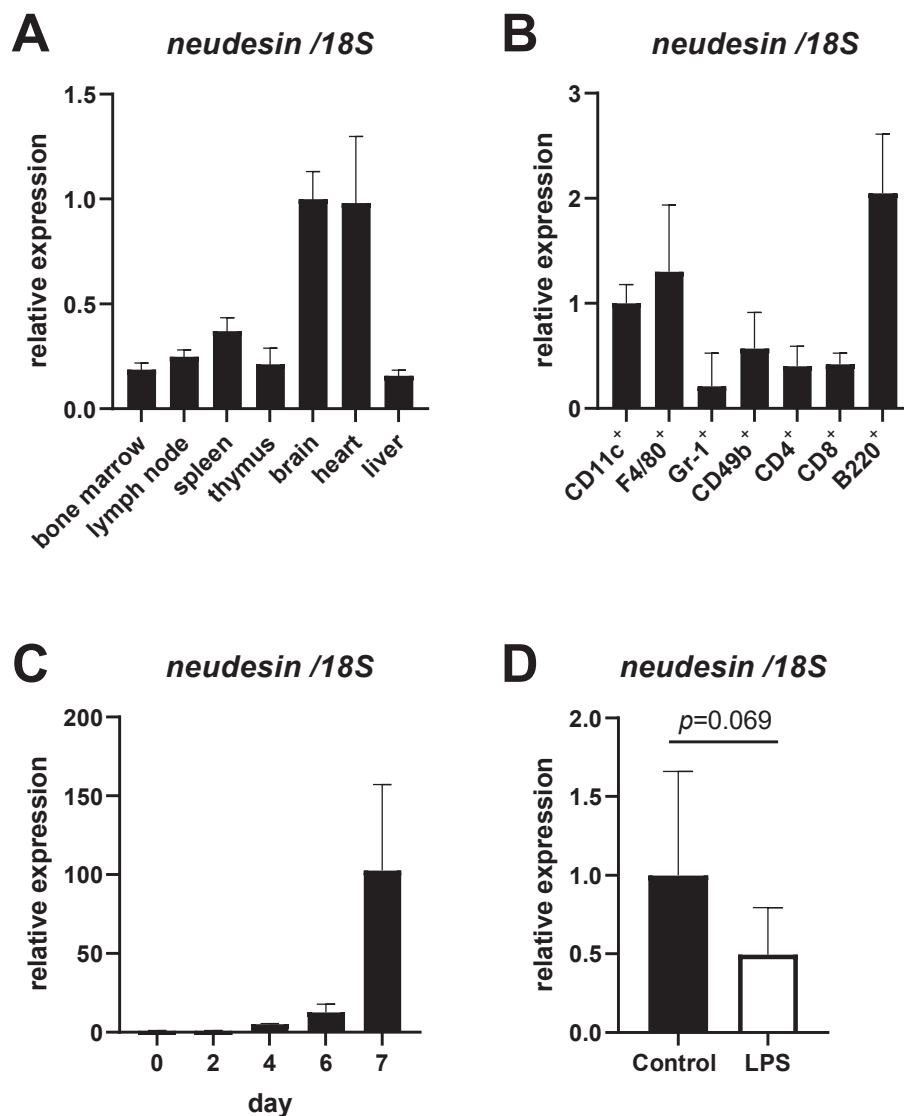 A
neudesin /18S
relative expression
1.5
1.0
0.5
0.0
bone marrow
lymph node
spleen
thymus
brain
heart
liver
B
neudesin /18S
relative expression
3
2
1
0
CD11c⁺
F4/80⁺
Gr-1⁺
CD49b⁺
CD4⁺
CD8⁺
B220⁺
C
neudesin /18S
relative expression
200
150
100
50
0
0 2 4 6 7
day
D
neudesin /18S
p=0.069
relative expression
2.0
1.5
1.0
0.5
0.0
Control LPS